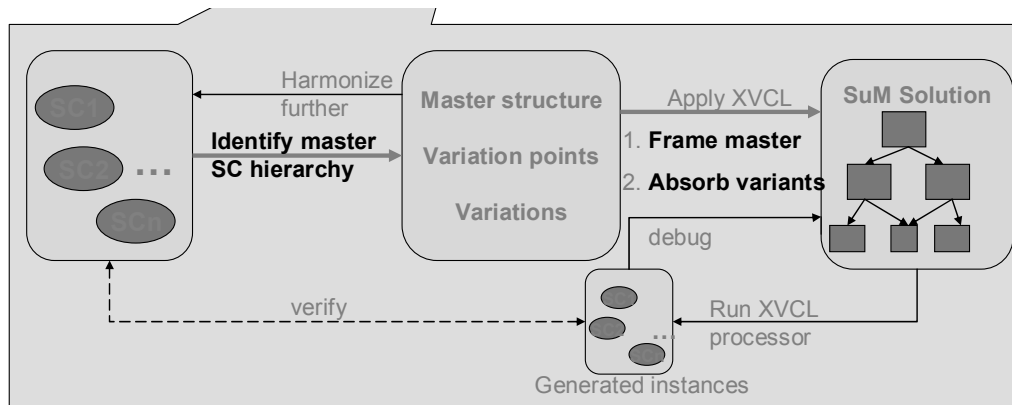 SC1
SC2 ...
SCn
Harmonize
further
Identify master
SC hierarchy
Master structure
Variation points
Variations
Apply XVCL
1. Frame master
2. Absorb variants
SuM Solution
debug
verify
...
Run XVCL
processor
Generated instances